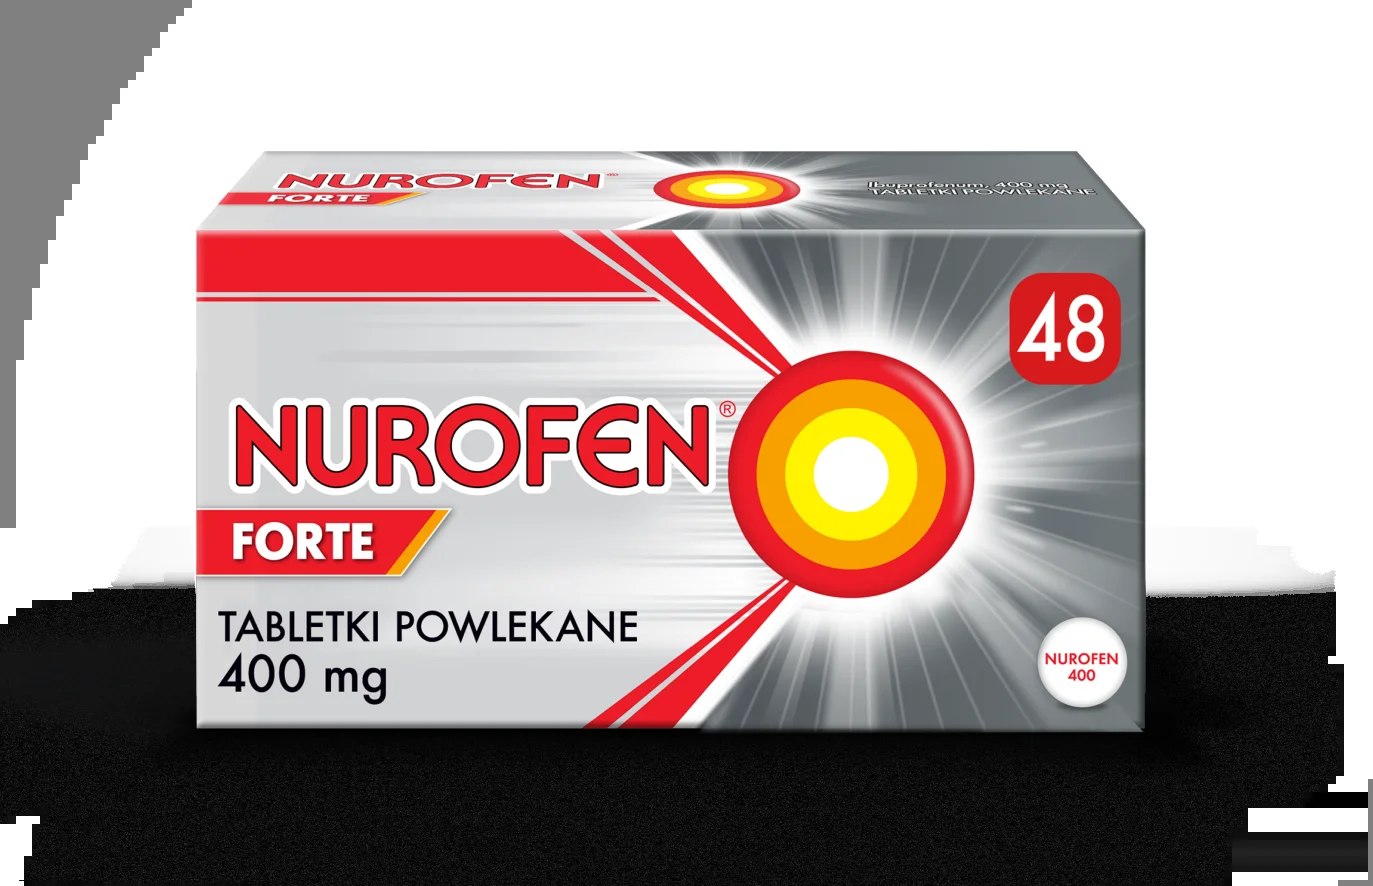 NUROFEN®
FORTE
Ibuprofenum, 400 mg
TABLETKI POWLEKANE
48
NUROFEN®
FORTE
TABLETKI POWLEKANE
400 mg
NUROFEN
400